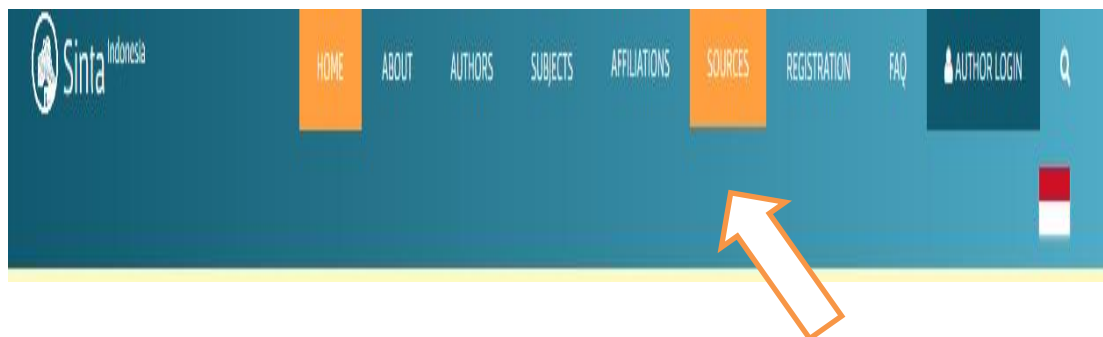 Sinta Indonesia
HOME ABOUT AUTHORS SUBJECTS AFFILIATIONS SOURCES REGISTRATION FAQ AUTHOR LOGIN